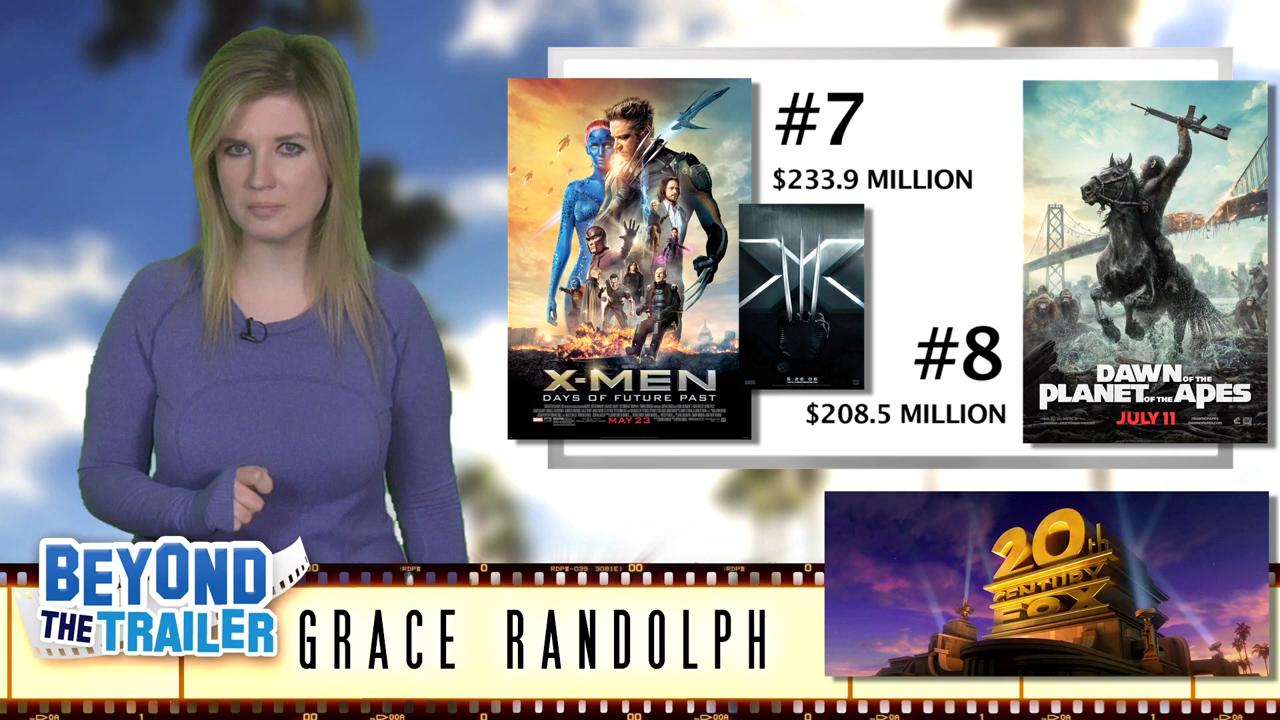 #7
$233.9 MILLION
X-MEN
DAYS OF FUTURE PAST
MAY 23
#8
$208.5 MILLION
DAWN OF THE
PLANET OF THE APES
JULY 11
20th
CENTURY
FOX
BEYOND
THE TRAILER
GRACE RANDOLPH